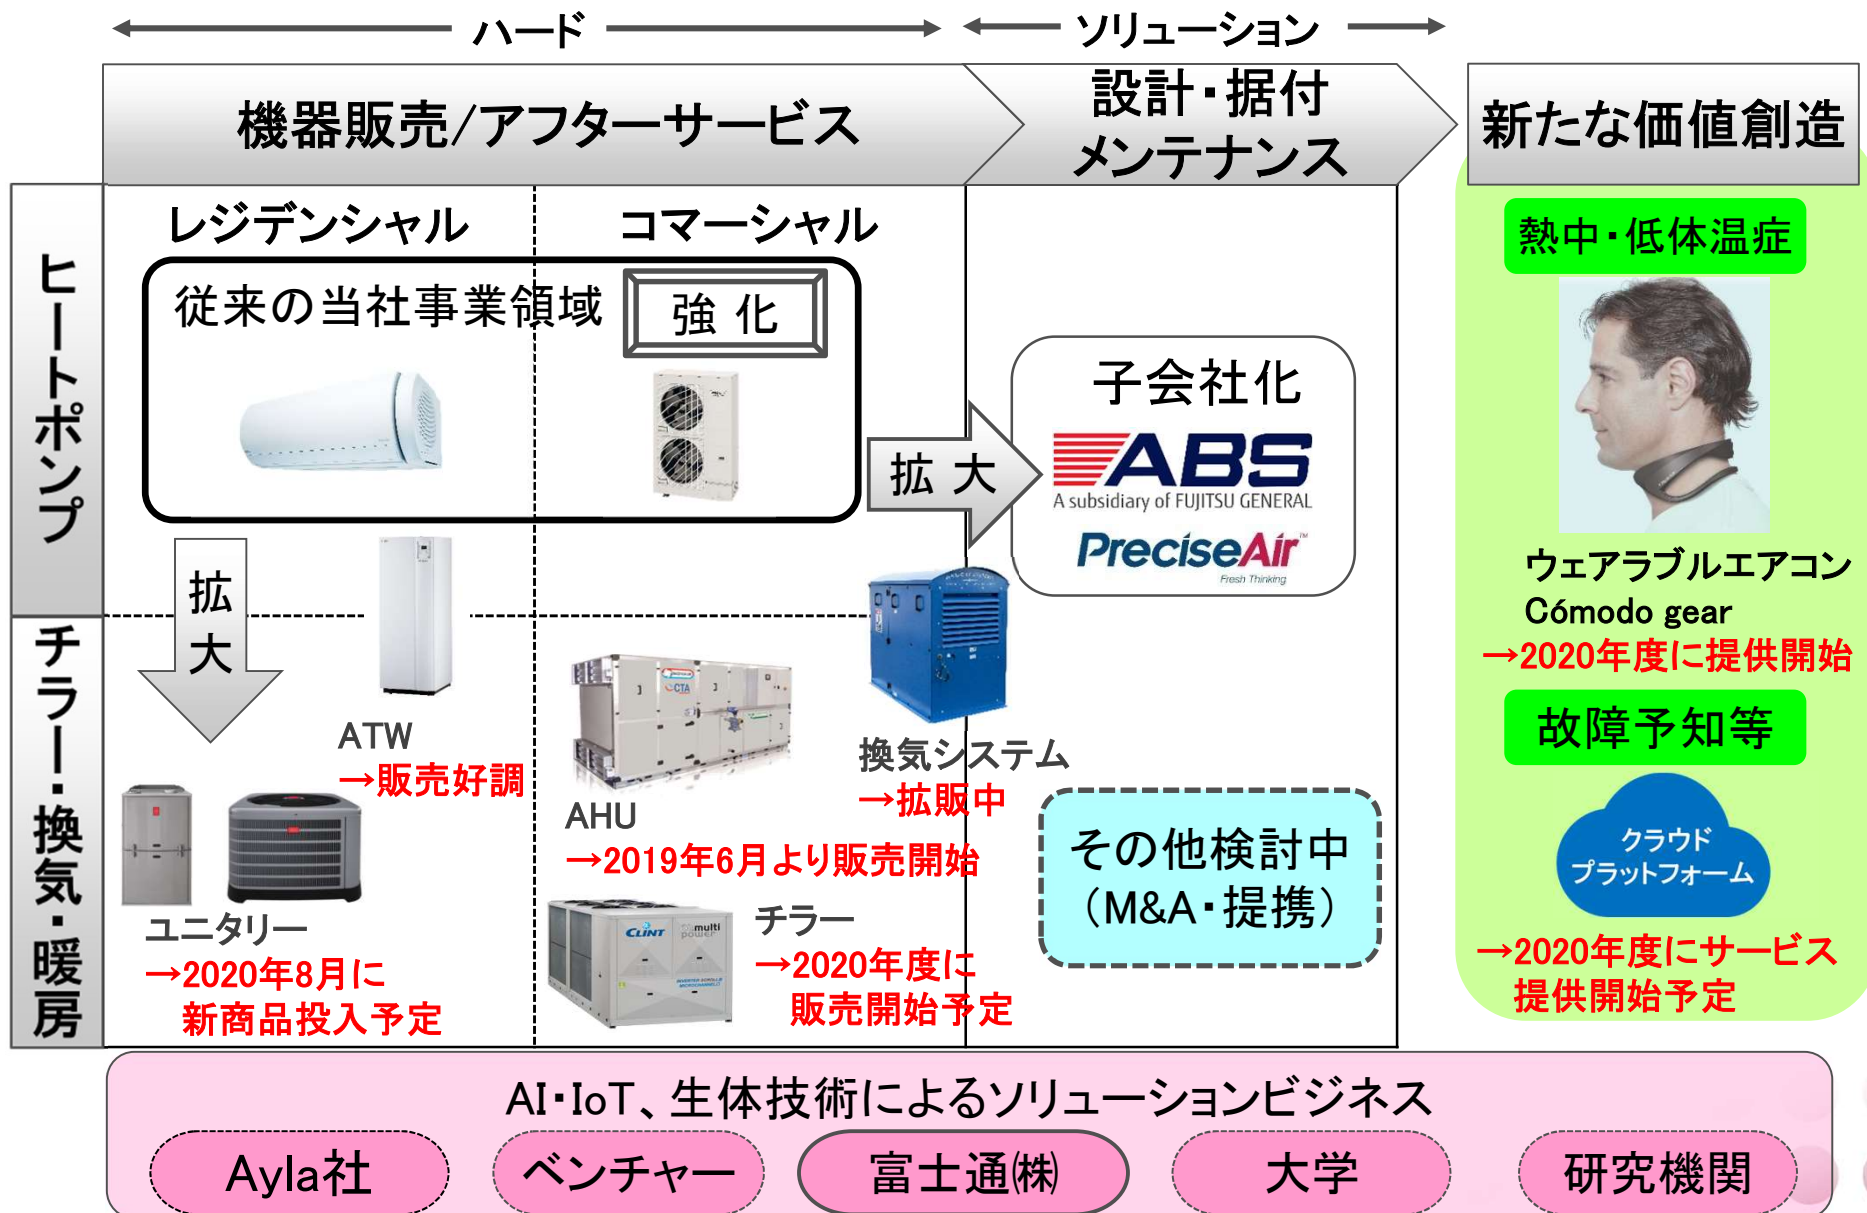 ハード
ソリューション
機器販売/アフターサービス
設計・据付
メンテナンス
新たな価値創造
ヒートポンプ
レジデンシャル
コマーシャル
従来の当社事業領域
強 化
拡 大
子会社化
ABS
A subsidiary of FUJITSU GENERAL
PreciseAir™
Fresh Thinking
熱中・低体温症
ウェアラブルエアコン
Cómodo gear
→2020年度に提供開始
拡
大
チラー・換気・暖房
ATW
→販売好調
CTA
換気システム
→拡販中
AHU
→2019年6月より販売開始
ユニタリー
→2020年8月に
新商品投入予定
CLINT
multi
power
チラー
→2020年度に
販売開始予定
その他検討中
（M&A・提携）
故障予知等
クラウド
プラットフォーム
→2020年度にサービス
提供開始予定
AI・IoT、生体技術によるソリューションビジネス
Ayla社
ベンチャー
富士通㈱
大学
研究機関